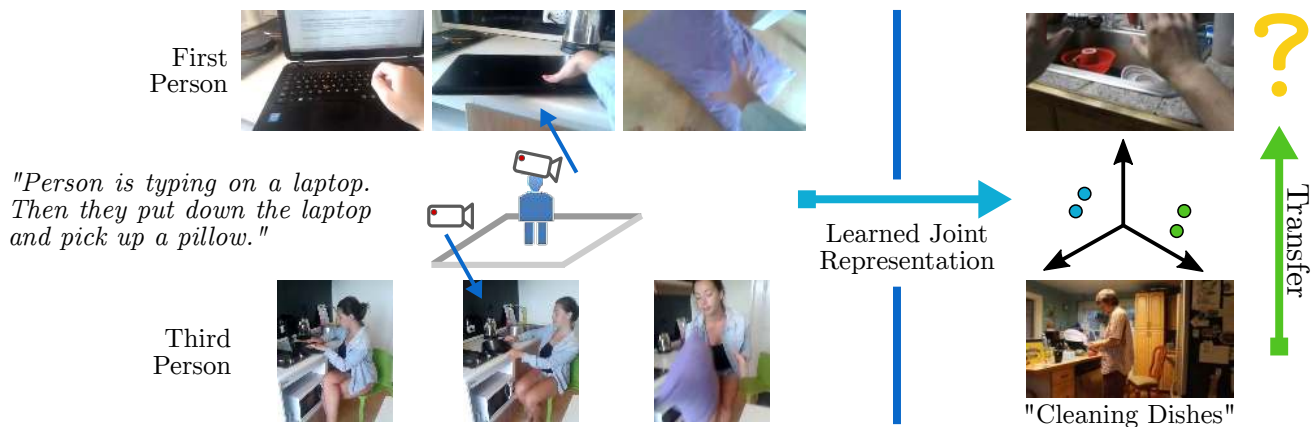 First
Person
"Person is typing on a laptop.
Then they put down the laptop
and pick up a pillow."
Third
Person
Learned Joint
Representation
Transfer
?
"Cleaning Dishes"